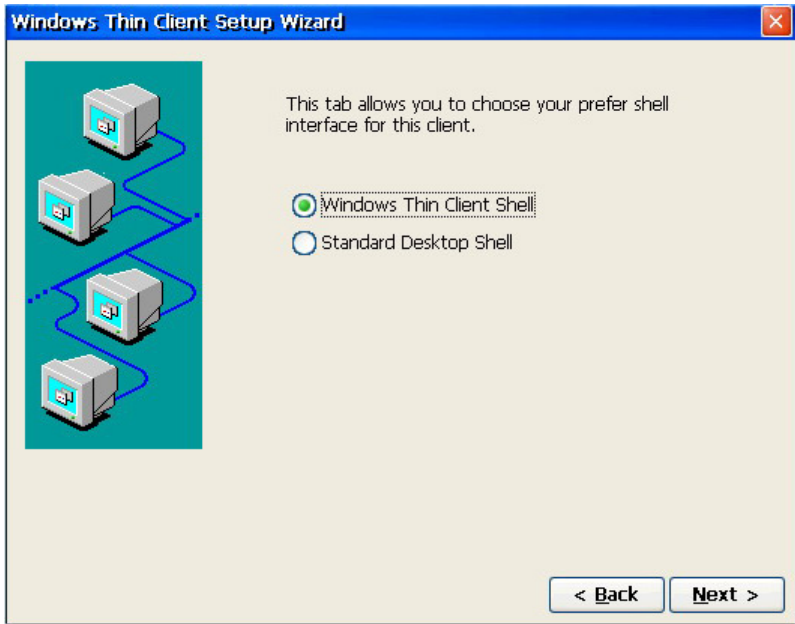 Windows Thin Client Setup Wizard
This tab allows you to choose your prefer shell
interface for this client.
Windows Thin Client Shell
Standard Desktop Shell
< Back Next >